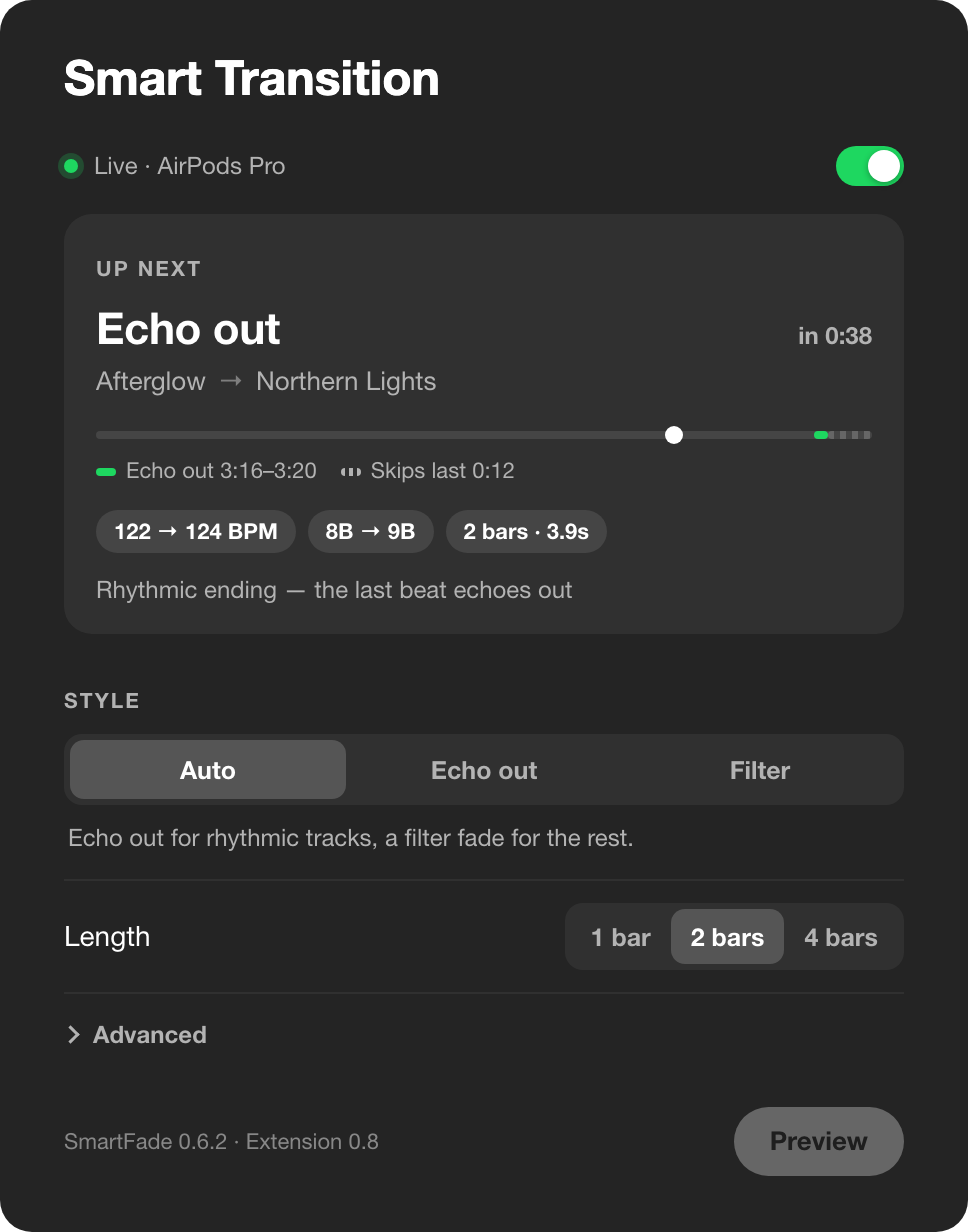 Smart Transition
Live · AirPods Pro
UP NEXT
Echo out
in 0:38
Afterglow → Northern Lights
Echo out 3:16–3:20 Skips last 0:12
122 → 124 BPM 8B → 9B 2 bars · 3.9s
Rhythmic ending — the last beat echoes out
STYLE
Auto Echo out Filter
Echo out for rhythmic tracks, a filter fade for the rest.
Length 1 bar 2 bars 4 bars
Advanced
SmartFade 0.6.2 · Extension 0.8 Preview